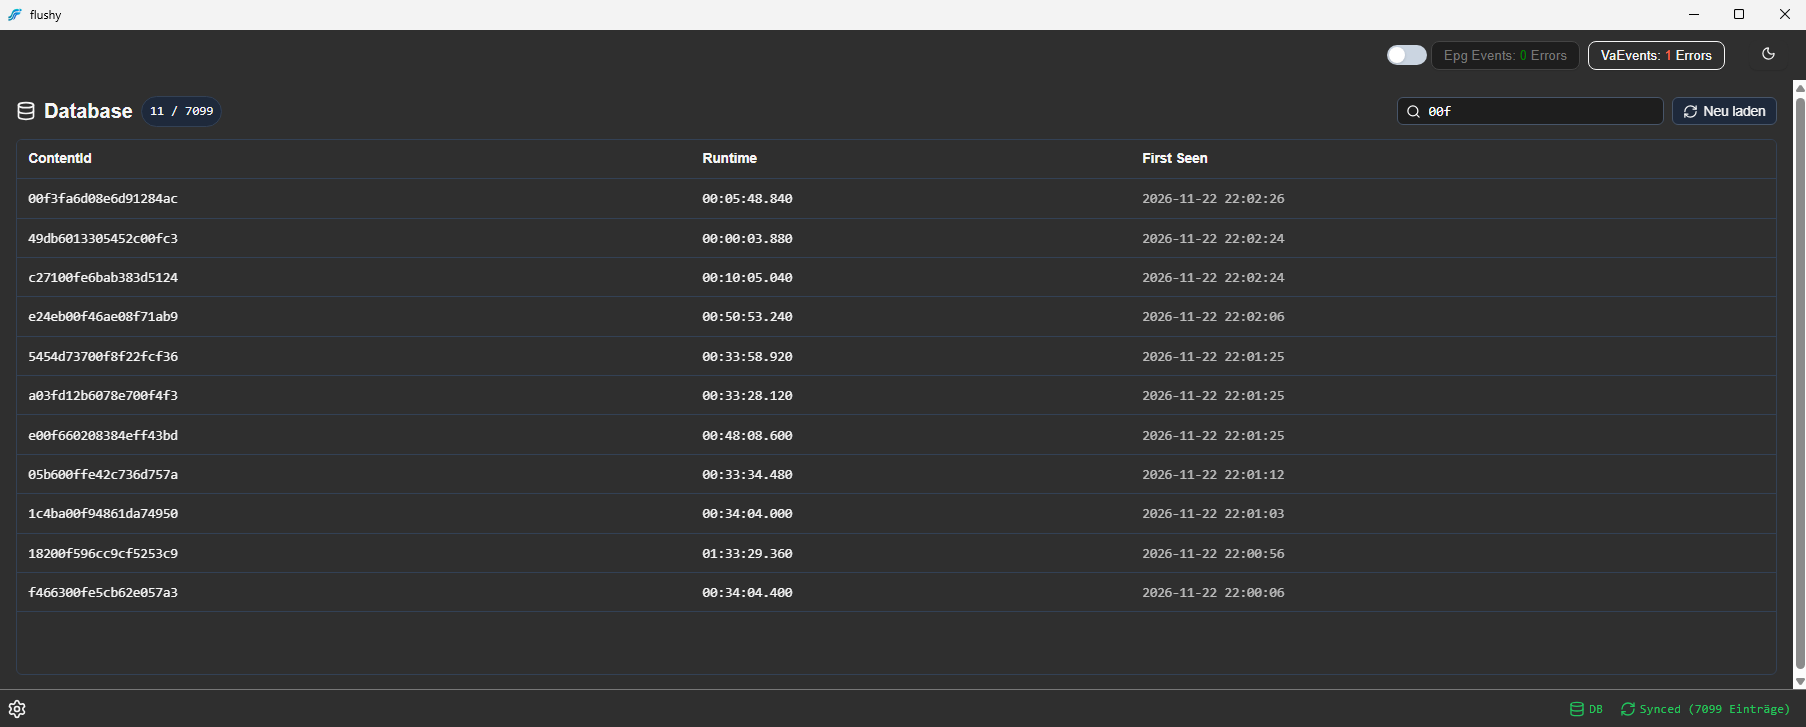 flushy
Epg Events: 0 Errors VaEvents: 1 Errors
Database 11 / 7099 00f Neu laden
ContentId Runtime First Seen
00f3fa6d08e6d91284ac 00:05:48.840 2026-11-22 22:02:26
49db6013305452c00fc3 00:00:03.880 2026-11-22 22:02:24
c27100fe6bab383d5124 00:10:05.040 2026-11-22 22:02:24
e24eb00f46ae08f71ab9 00:50:53.240 2026-11-22 22:02:06
5454d73700f8f22fcf36 00:33:58.920 2026-11-22 22:01:25
a03fd12b6078e700f4f3 00:33:28.120 2026-11-22 22:01:25
e00f660208384eff43bd 00:48:08.600 2026-11-22 22:01:25
05b600ffe42c736d757a 00:33:34.480 2026-11-22 22:01:12
1c4ba00f94861da74950 00:34:04.000 2026-11-22 22:01:03
18200f596cc9cf5253c9 01:33:29.360 2026-11-22 22:00:56
f466300fe5cb62e057a3 00:34:04.400 2026-11-22 22:00:06
DB Synced (7099 Einträge)